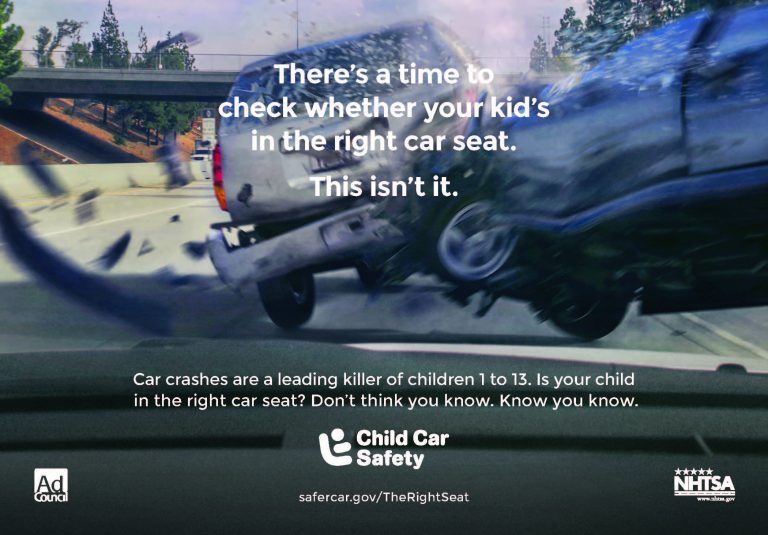 There’s a time to
check whether your kid’s
in the right car seat.
This isn’t it.
Car crashes are a leading killer of children 1 to 13. Is your child
in the right car seat? Don’t think you know. Know you know.
Child Car
Safety
safercar.gov/TheRightSeat
Ad
Council
NHTSA
www.nhtsa.gov